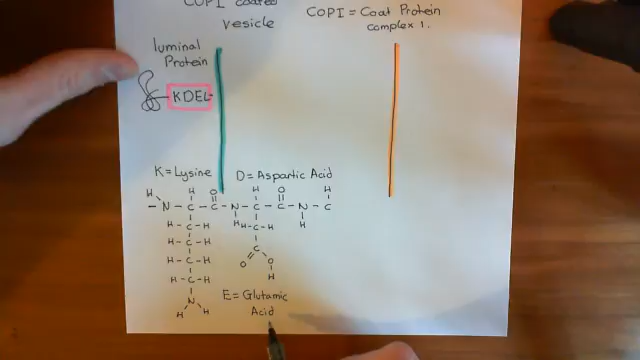 COPI coated
vesicle
COPI = Coat Protein
complex 1.
luminal
Protein
KDEL
K = Lysine
D = Aspartic Acid
H H O H O H
- N - C - C - N - C - C - N - C
H - C - H H H - C - H H
H - C - H C
H - C - H O O
H - C - H H
N
H H
E = Glutamic
Acid